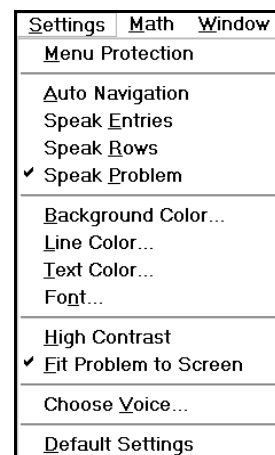 Settings Math Window
Menu Protection
Auto Navigation
Speak Entries
Speak Rows
✔ Speak Problem
Background Color...
Line Color...
Text Color...
Font...
High Contrast
✔ Fit Problem to Screen
Choose Voice...
Default Settings